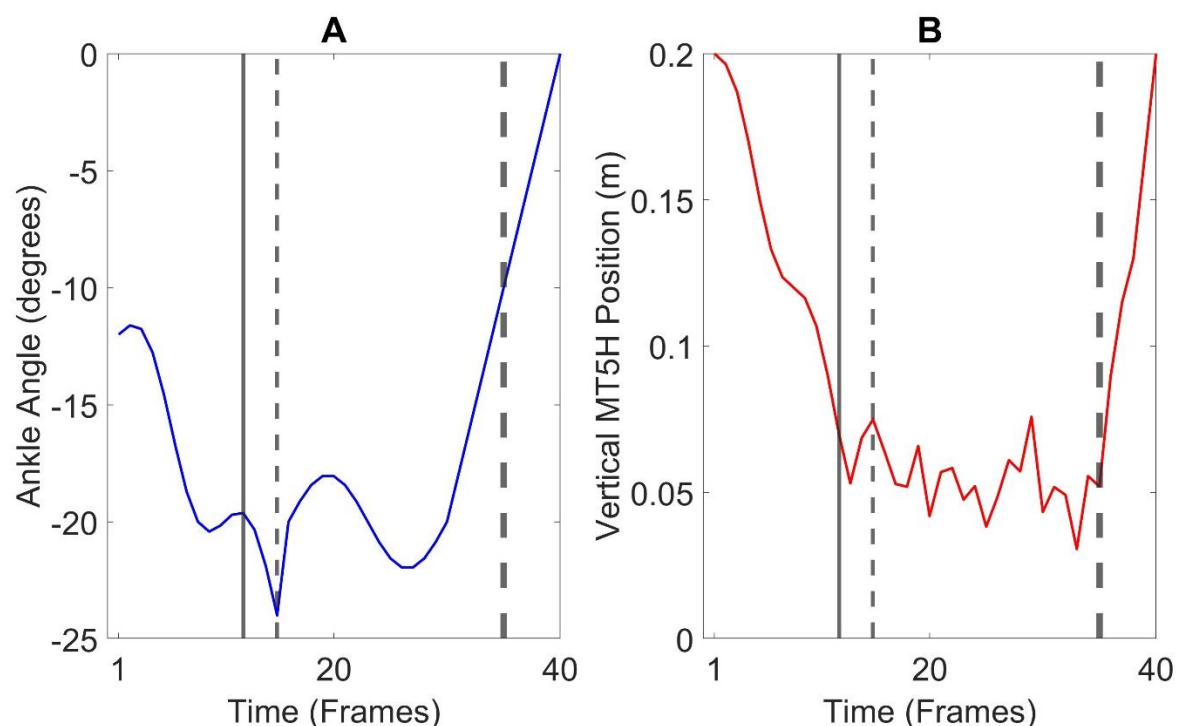 A
0
-5
-10
-15
-20
-25
Ankle Angle (degrees)
1
20
40
Time (Frames)
B
0.2
0.15
0.1
0.05
0
Vertical MT5H Position (m)
1
20
40
Time (Frames)